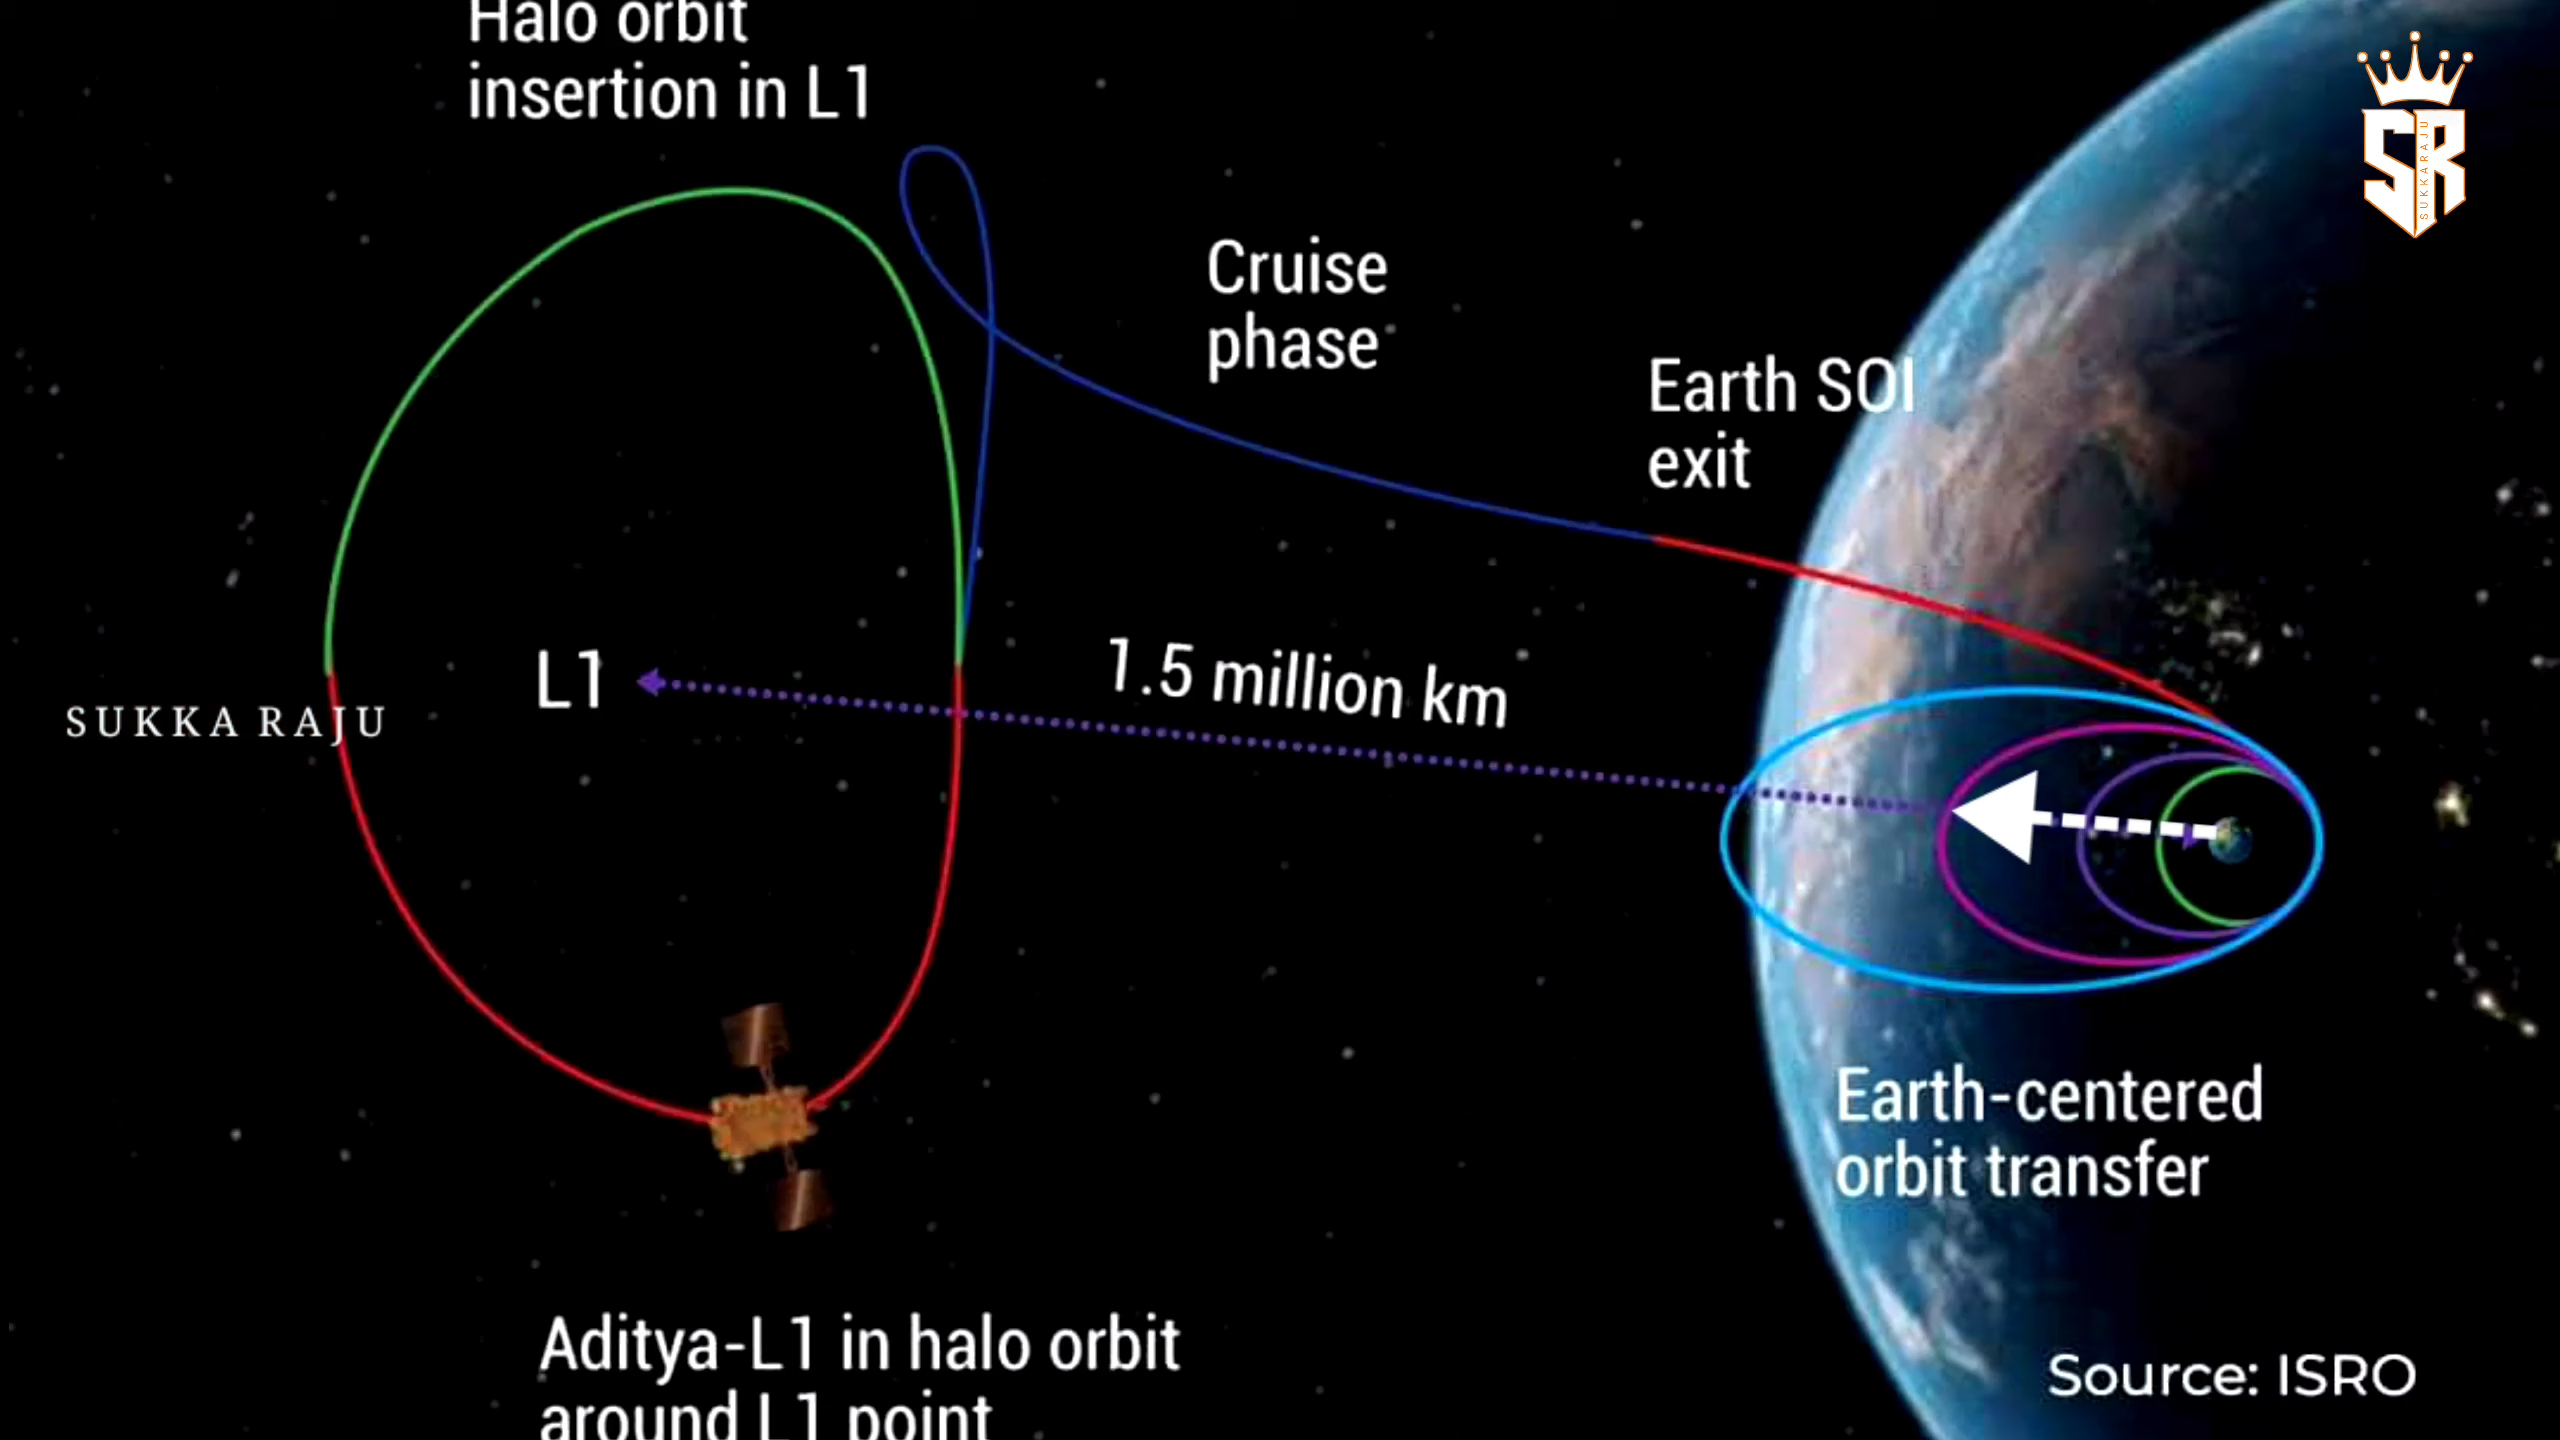 Halo orbit
insertion in L1
SR
SUKKARAJU
Cruise
phase
Earth SOI
exit
1.5 million km
L1
SUKKA RAJU
Earth-centered
orbit transfer
Aditya-L1 in halo orbit
around L1 point
Source: ISRO